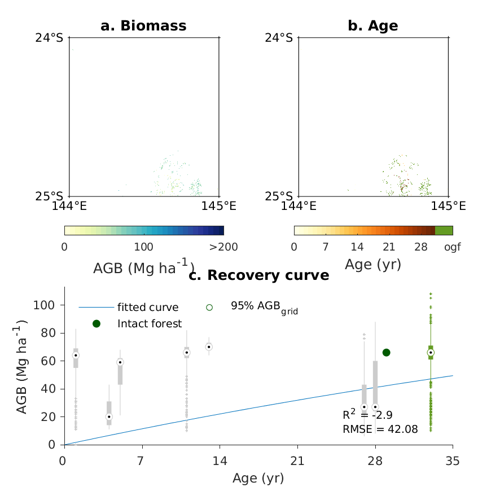 a. Biomass
b. Age
24°S
25°S
144°E
145°E
24°S
25°S
144°E
145°E
0 100 >200
AGB (Mg ha⁻¹)
0 7 14 21 28 ogf
Age (yr)
c. Recovery curve
AGB (Mg ha⁻¹)
100
80
60
40
20
0
fitted curve
Intact forest
95% AGB_grid
R² = -2.9
RMSE = 42.08
0 7 14 21 28 35
Age (yr)